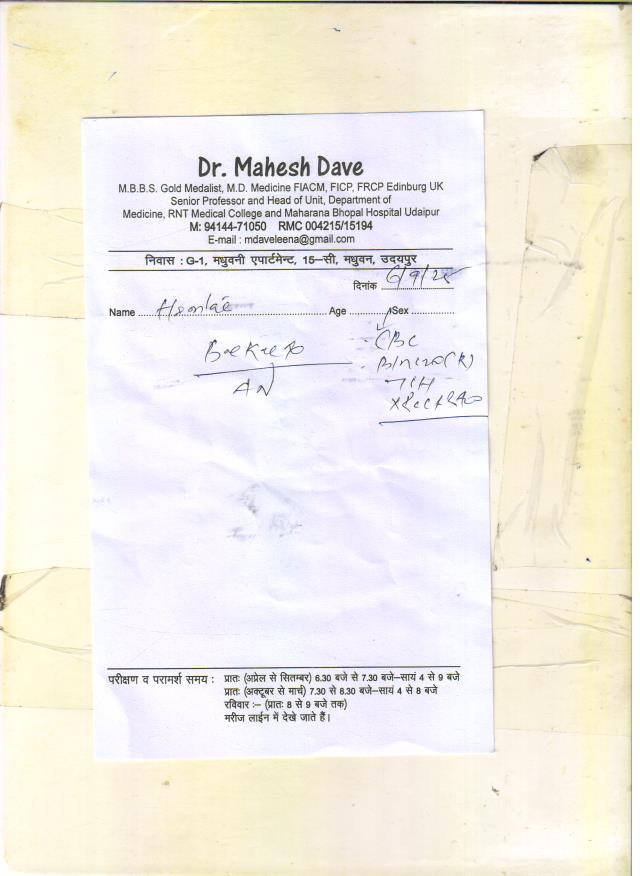 Dr. Mahesh Dave
M.B.B.S. Gold Medalist, M.D. Medicine FIACM, FICP, FRCP Edinburg UK
Senior Professor and Head of Unit, Department of
Medicine, RNT Medical College and Maharana Bhopal Hospital Udaipur
M: 94144-71050 RMC 004215/15194
E-mail : mdaveleena@gmail.com
निवास : G-1, मधुवनी एपार्टमेन्ट, 15–सी, मधुवन, उदयपुर
दिनांक
Name Age Sex
CBC
परीक्षण व परामर्श समय : प्रातः (अप्रेल से सितम्बर) 6.30 बजे से 7.30 बजे–सायं 4 से 9 बजे
प्रातः (अक्टूबर से मार्च) 7.30 से 8.30 बजे–सायं 4 से 8 बजे
रविवार :– (प्रातः 8 से 9 बजे तक)
मरीज लाईन में देखे जाते हैं।